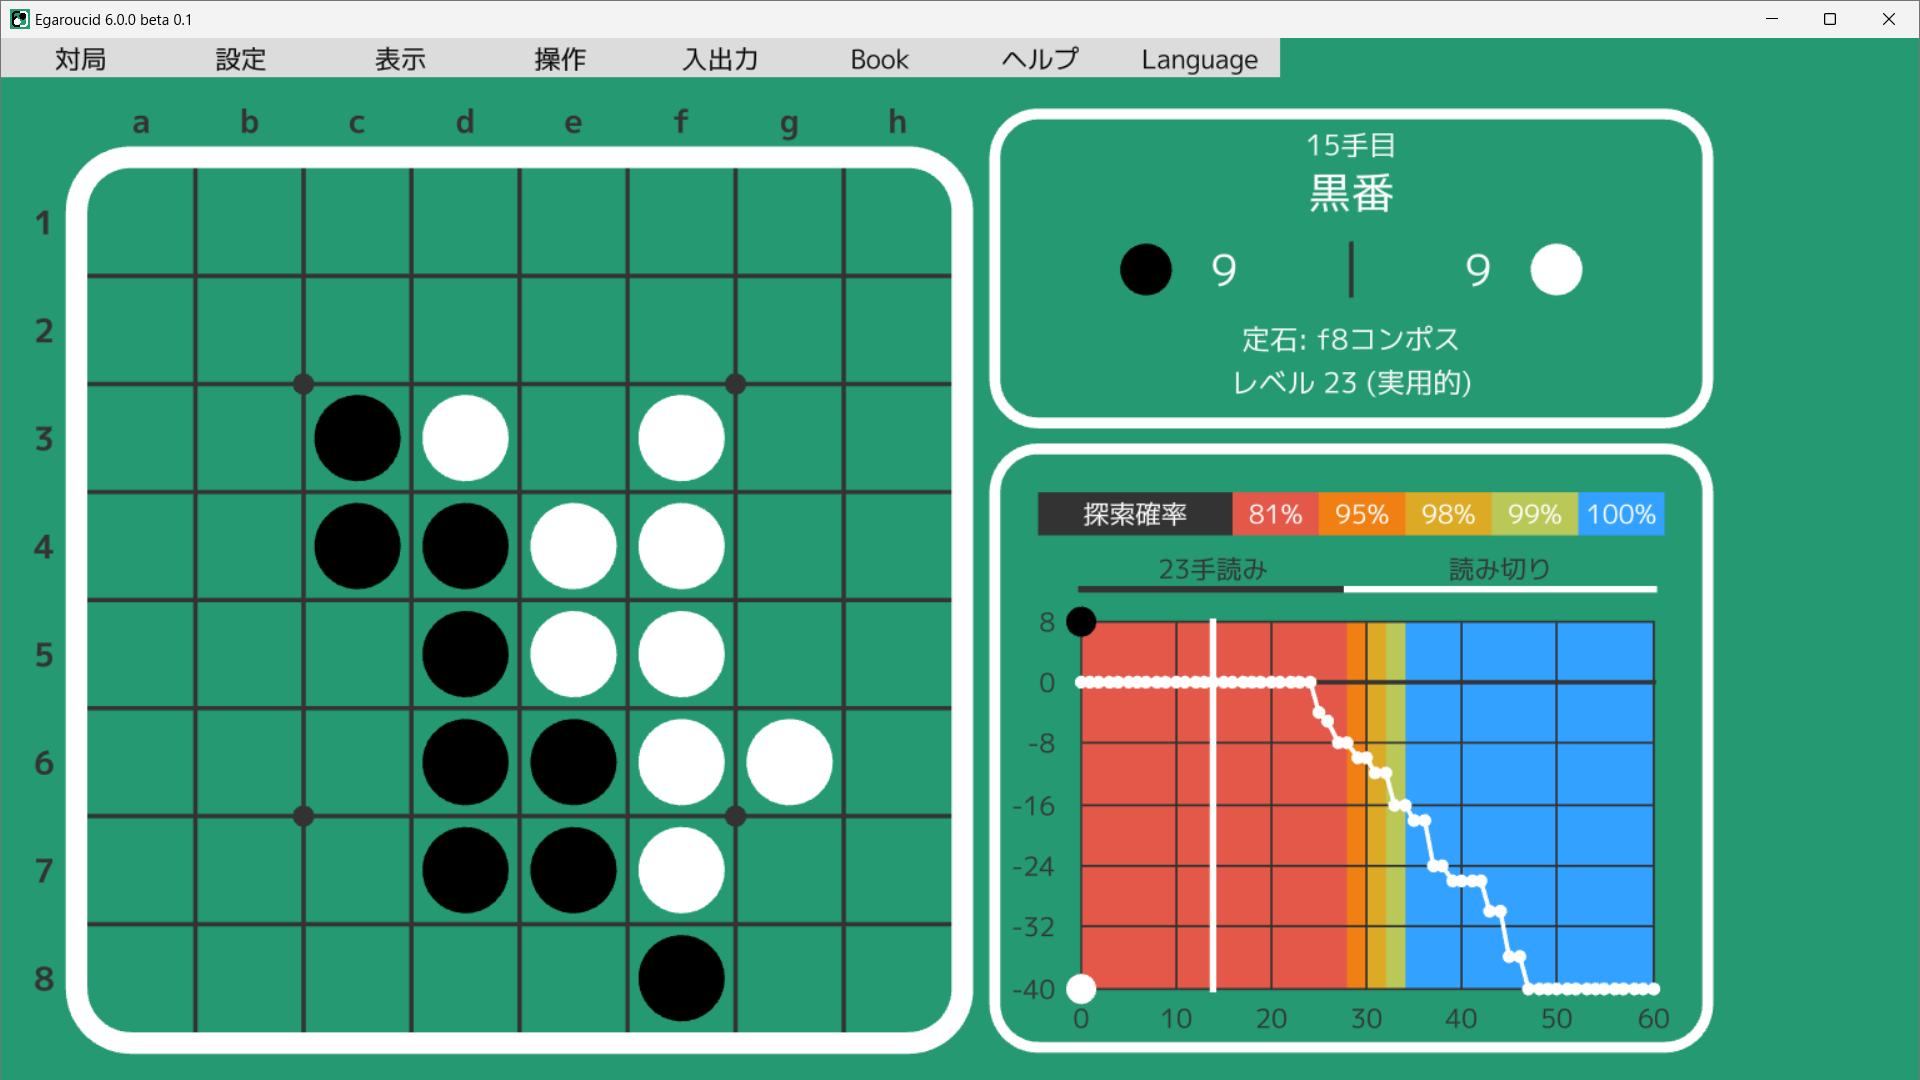 Egaroucid 6.0.0 beta 0.1
対局 設定 表示 操作 入出力 Book ヘルプ Language
a b c d e f g h
1
2
3
4
5
6
7
8
15手目
黒番
9 9
定石: f8コンポス
レベル 23 (実用的)
探索確率 81% 95% 98% 99% 100%
23手読み 読み切り
8
0
-8
-16
-24
-32
-40
0 10 20 30 40 50 60